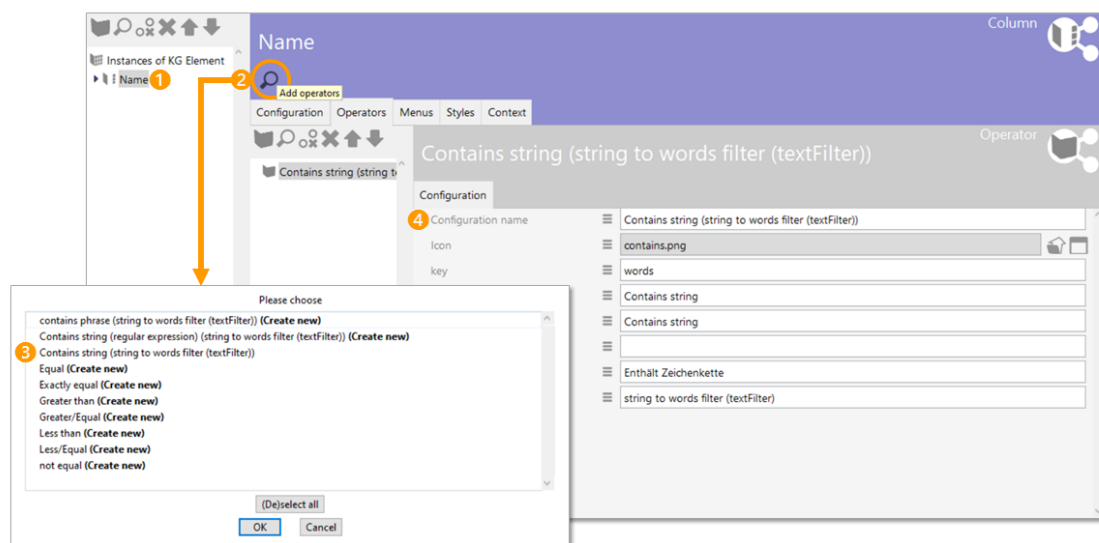 Column
Name
Instances of KG Element
Name
1
2
Add operators
Configuration
Operators
Menus
Styles
Context
Operator
Contains string (string to
Contains string (string to words filter (textFilter))
Configuration
4
Configuration name
Contains string (string to words filter (textFilter))
Icon
contains.png
key
words
Contains string
Contains string
Enthält Zeichenkette
string to words filter (textFilter)
Please choose
contains phrase (string to words filter (textFilter)) (Create new)
Contains string (regular expression) (string to words filter (textFilter)) (Create new)
3
Contains string (string to words filter (textFilter))
Equal (Create new)
Exactly equal (Create new)
Greater than (Create new)
Greater/Equal (Create new)
Less than (Create new)
Less/Equal (Create new)
not equal (Create new)
(De)select all
OK
Cancel